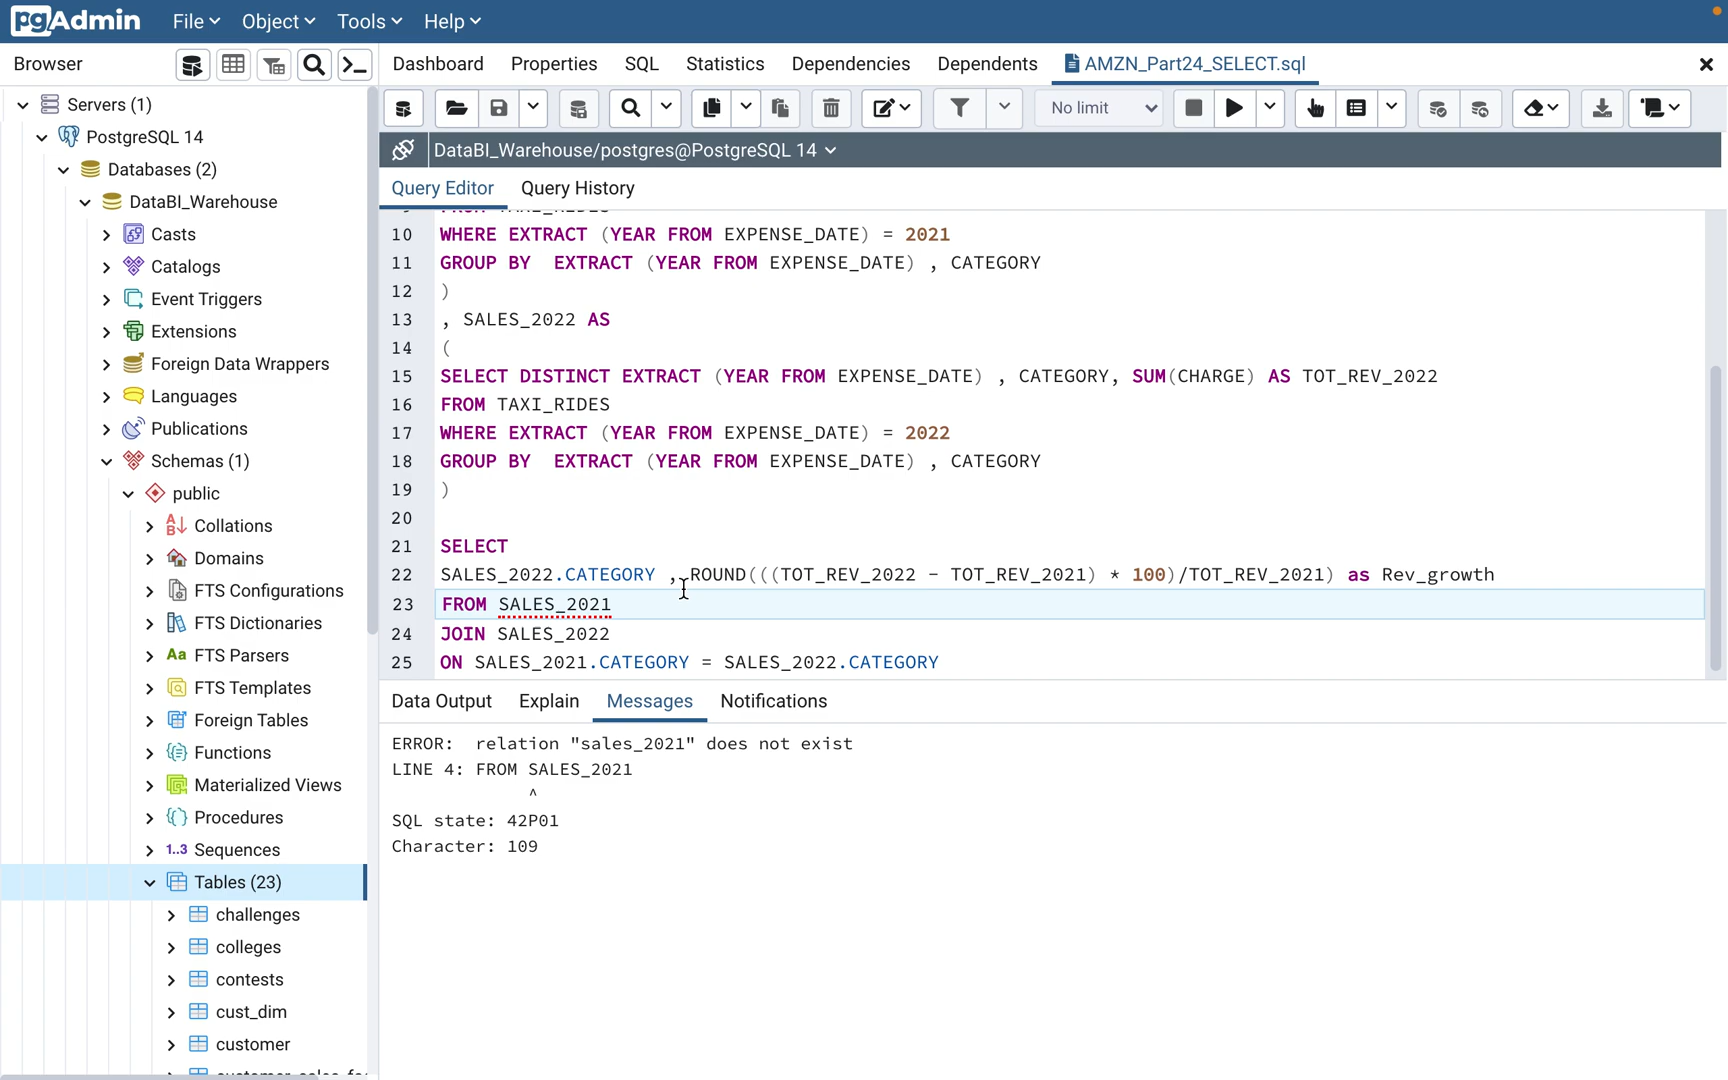 pgAdmin File Object Tools Help
Browser
Dashboard Properties SQL Statistics Dependencies Dependents AMZN_Part24_SELECT.sql
No limit
DataBI_Warehouse/postgres@PostgreSQL 14
Query Editor Query History
Servers (1)
PostgreSQL 14
Databases (2)
DataBI_Warehouse
Casts
Catalogs
Event Triggers
Extensions
Foreign Data Wrappers
Languages
Publications
Schemas (1)
public
Collations
Domains
FTS Configurations
FTS Dictionaries
FTS Parsers
FTS Templates
Foreign Tables
Functions
Materialized Views
Procedures
1..3 Sequences
Tables (23)
challenges
colleges
contests
cust_dim
customer
9 FROM TAXI_RIDES
10 WHERE EXTRACT (YEAR FROM EXPENSE_DATE) = 2021
11 GROUP BY  EXTRACT (YEAR FROM EXPENSE_DATE) , CATEGORY
12 )
13 , SALES_2022 AS
14 (
15 SELECT DISTINCT EXTRACT (YEAR FROM EXPENSE_DATE) , CATEGORY, SUM(CHARGE) AS TOT_REV_2022
16 FROM TAXI_RIDES
17 WHERE EXTRACT (YEAR FROM EXPENSE_DATE) = 2022
18 GROUP BY  EXTRACT (YEAR FROM EXPENSE_DATE) , CATEGORY
19 )
20
21 SELECT
22 SALES_2022.CATEGORY , ROUND(((TOT_REV_2022 - TOT_REV_2021) * 100)/TOT_REV_2021) as Rev_growth
23 FROM SALES_2021
24 JOIN SALES_2022
25 ON SALES_2021.CATEGORY = SALES_2022.CATEGORY
Data Output Explain Messages Notifications
ERROR:  relation "sales_2021" does not exist
LINE 4: FROM SALES_2021
^
SQL state: 42P01
Character: 109